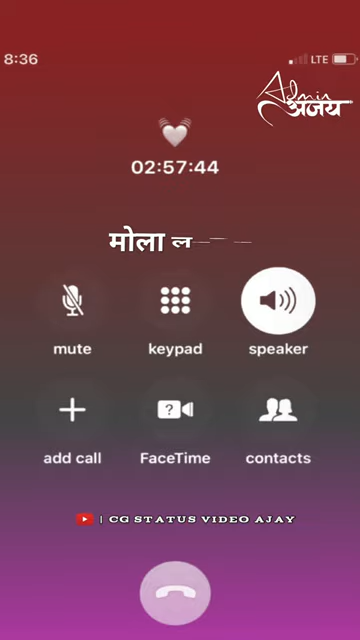 8:36 LTE
Admin
अजय
02:57:44
मोला
mute keypad speaker
add call FaceTime contacts
| CG STATUS VIDEO AJAY